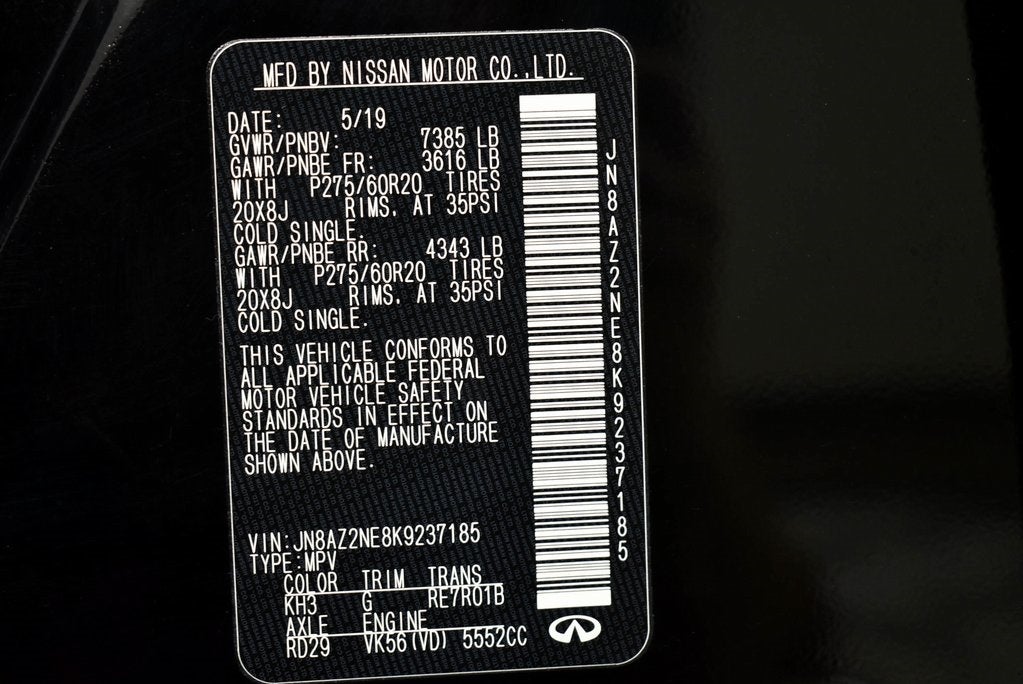 MFD BY NISSAN MOTOR CO.,LTD.
DATE: 5/19
GVWR/PNBV: 7385 LB
GAWR/PNBE FR: 3616 LB
WITH P275/60R20 TIRES
20X8J RIMS. AT 35PSI
COLD SINGLE.
GAWR/PNBE RR: 4343 LB
WITH P275/60R20 TIRES
20X8J RIMS. AT 35PSI
COLD SINGLE.
THIS VEHICLE CONFORMS TO
ALL APPLICABLE FEDERAL
MOTOR VEHICLE SAFETY
STANDARDS IN EFFECT ON
THE DATE OF MANUFACTURE
SHOWN ABOVE.
VIN:JN8AZ2NE8K9237185
TYPE:MPV
COLOR TRIM TRANS
KH3 G RE7R01B
AXLE ENGINE
RD29 VK56(VD) 5552CC
JN8AZ2NE8K9237185